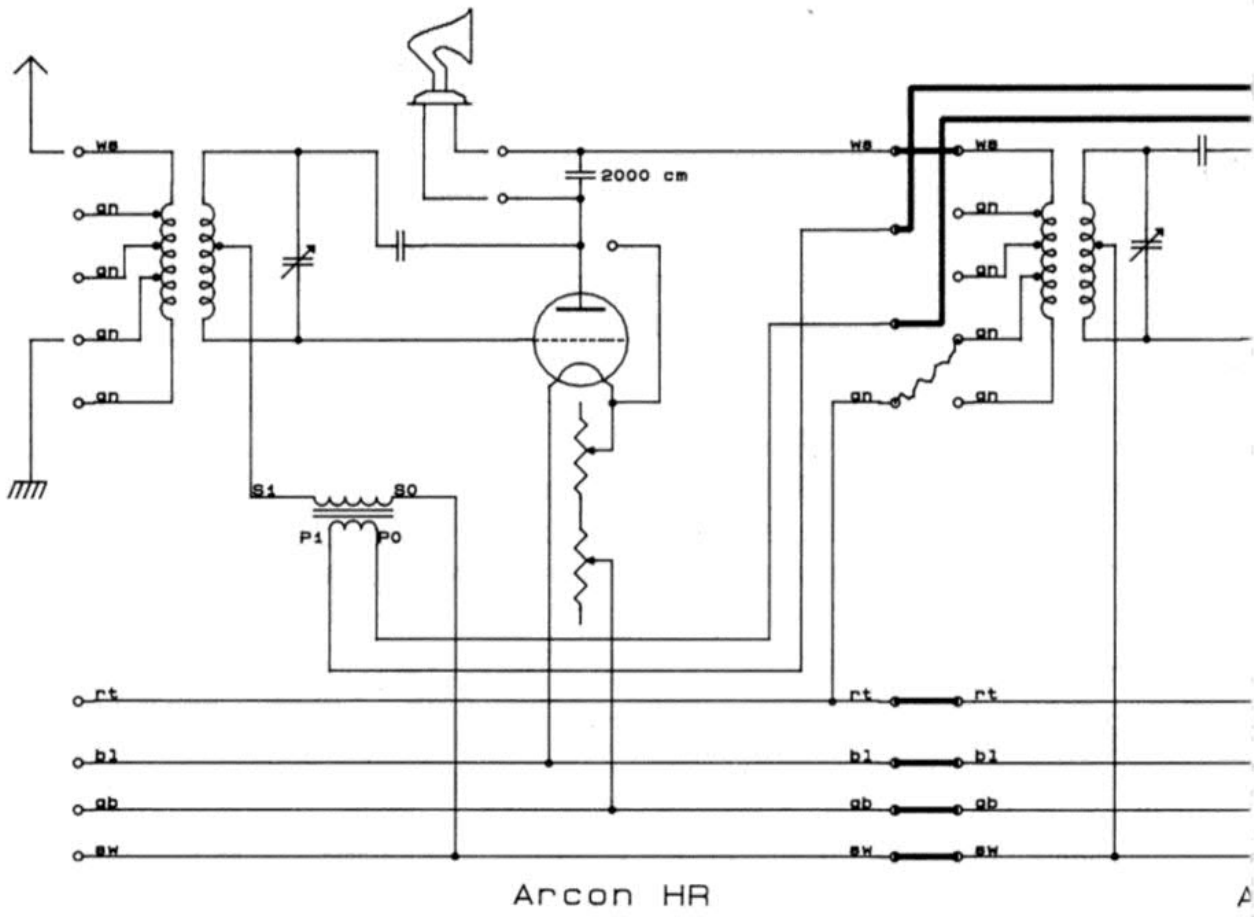 ws ws ws
2000 cm
gn gn
gn gn
gn gn
gn gn gn
S1 S0
P1 P0
rt rt rt
bl bl bl
gb gb gb
sw sw sw
Arcon HR A